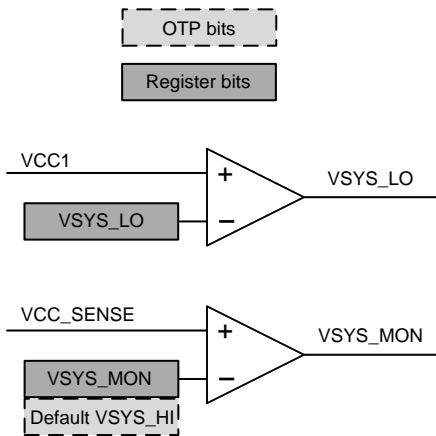 OTP bits
Register bits
VCC1
VSYS_LO
VSYS_LO
+
−
VCC_SENSE
VSYS_MON
VSYS_MON
+
−
Default VSYS_HI